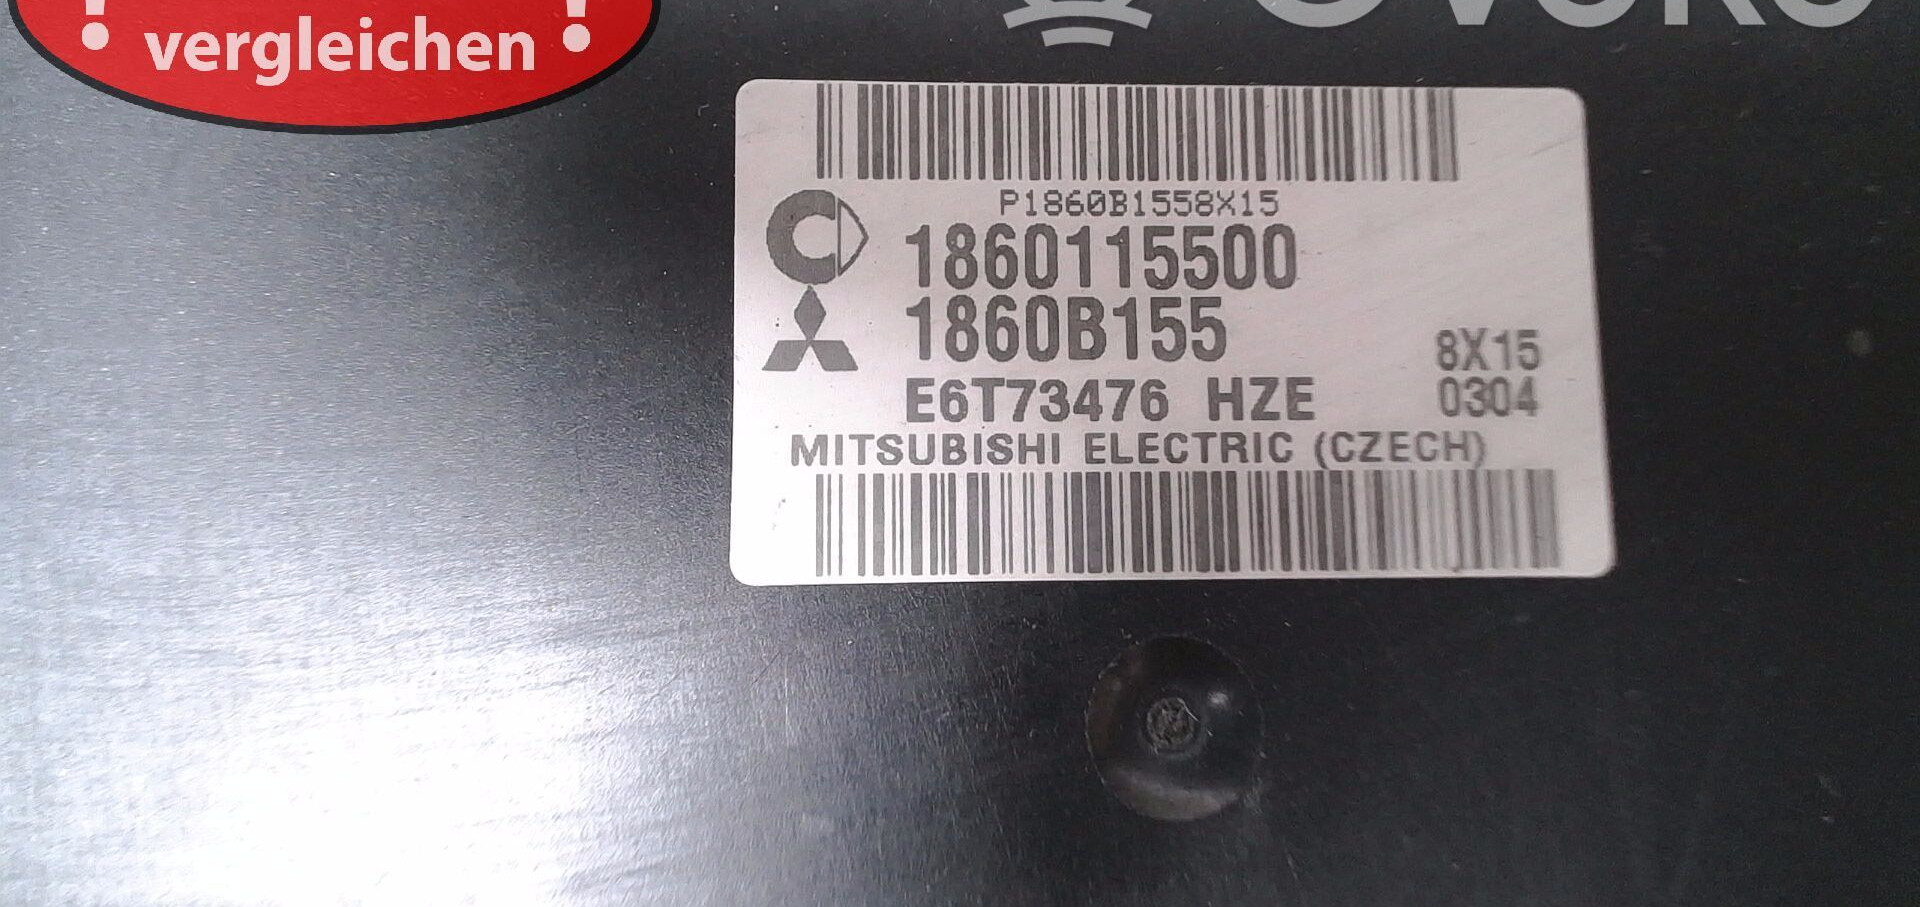 ! vergleichen !
P1860B1558X15
1860115500
1860B155
8X15
E6T73476 HZE
0304
MITSUBISHI ELECTRIC (CZECH)